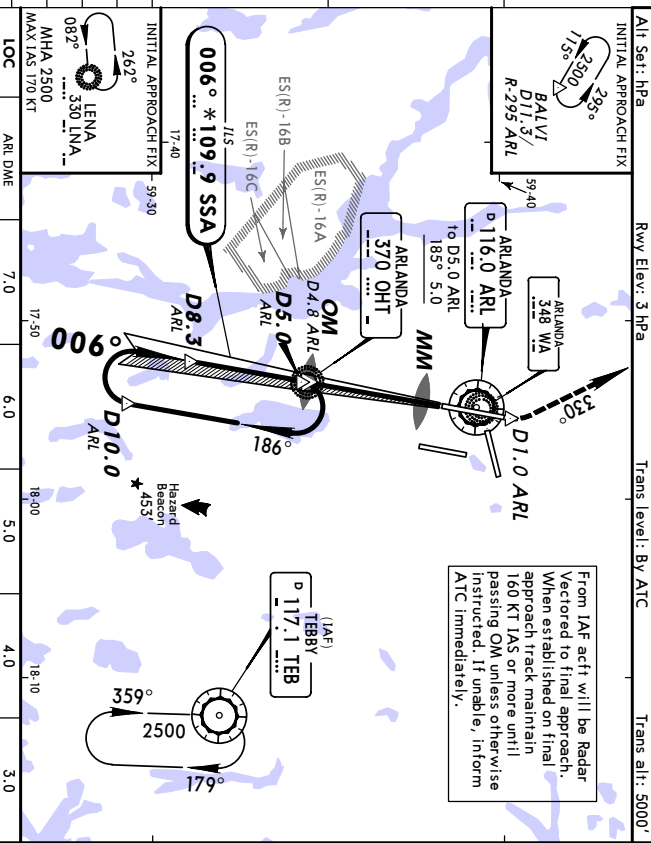 Alt Set: hPa Rwy Elev: 3 hPa Trans level: By ATC Trans alt: 5000'
INITIAL APPROACH FIX
295°
2500
115°
BALVI
D11.3/
R-295 ARL
59-40
330°
ARLANDA
348 WA
D1.0 ARL
ARLANDA
D 116.0 ARL
to D5.0 ARL
185° 5.0
MM
From IAF acft will be Radar
Vectored to final approach.
When established on final
approach track maintain
160 KT IAS or more until
passing OM unless otherwise
instructed. If unable, inform
ATC immediately.
ARLANDA
370 OHT
OM
D4.8 ARL
D5.0
ARL
ES(R)-16A
ES(R)-16B
ES(R)-16C
186°
(IAF)
TEBBY
D 117.1 TEB
ILS
006° *109.9 SSA
D8.3
ARL
006°
D10.0
ARL
Hazard
Beacon
453'
359°
2500
179°
INITIAL APPROACH FIX
262°
082°
LENA
330 LNA
MHA 2500
MAX IAS 170 KT
59-30
17-40
17-50
18-00
18-10
LOC ARL DME 7.0 6.0 5.0 4.0 3.0